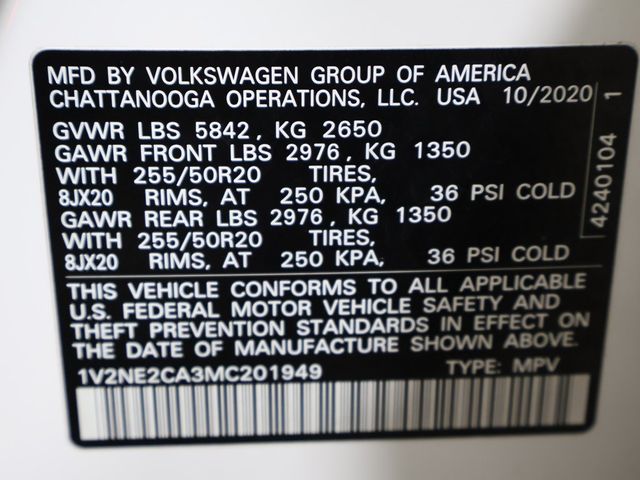 MFD BY VOLKSWAGEN GROUP OF AMERICA
CHATTANOOGA OPERATIONS, LLC. USA 10/2020
GVWR LBS 5842, KG 2650
GAWR FRONT LBS 2976, KG 1350
WITH 255/50R20 TIRES,
8JX20 RIMS, AT 250 KPA, 36 PSI COLD
GAWR REAR LBS 2976, KG 1350
WITH 255/50R20 TIRES,
8JX20 RIMS, AT 250 KPA, 36 PSI COLD
4240104 1
THIS VEHICLE CONFORMS TO ALL APPLICABLE
U.S. FEDERAL MOTOR VEHICLE SAFETY AND
THEFT PREVENTION STANDARDS IN EFFECT ON
THE DATE OF MANUFACTURE SHOWN ABOVE.
1V2NE2CA3MC201949 TYPE: MPV